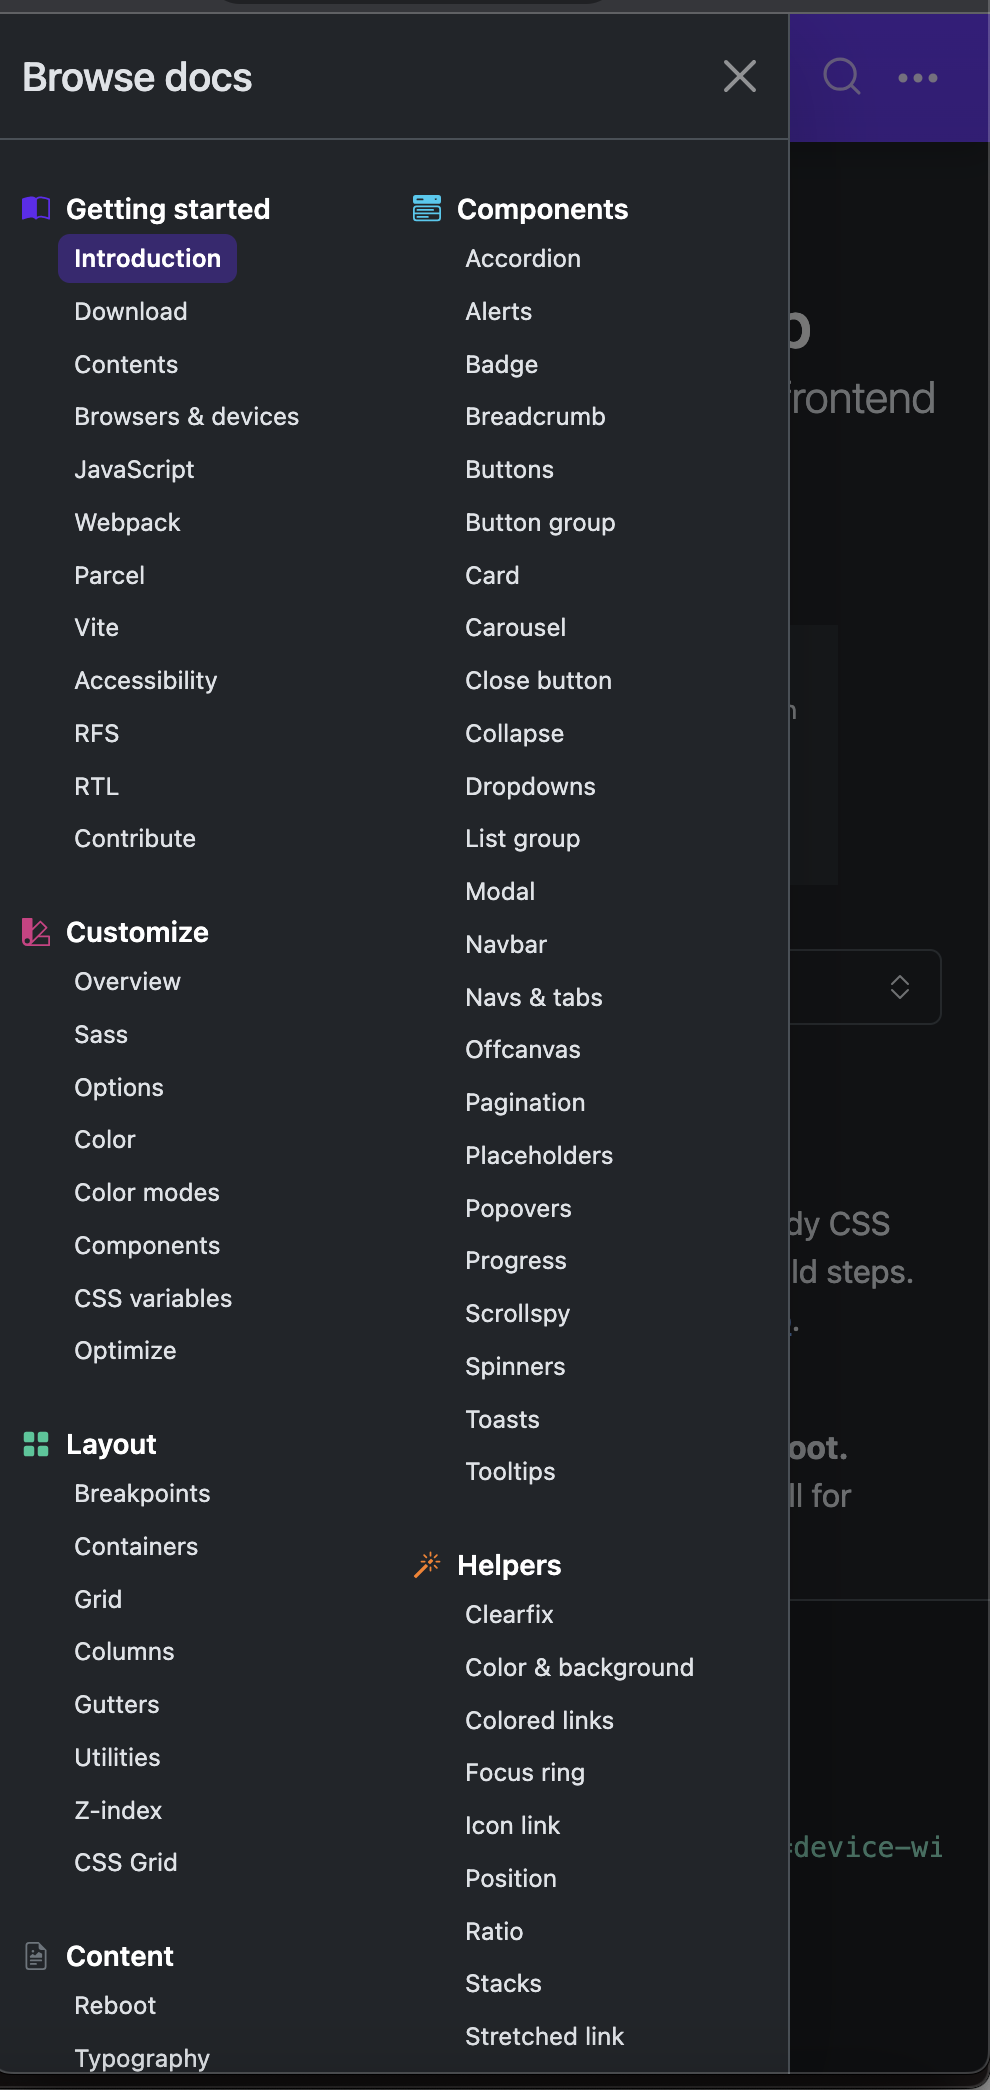 Browse docs
Getting started
Introduction
Download
Contents
Browsers & devices
JavaScript
Webpack
Parcel
Vite
Accessibility
RFS
RTL
Contribute
Customize
Overview
Sass
Options
Color
Color modes
Components
CSS variables
Optimize
Layout
Breakpoints
Containers
Grid
Columns
Gutters
Utilities
Z-index
CSS Grid
Content
Reboot
Typography
Components
Accordion
Alerts
Badge
Breadcrumb
Buttons
Button group
Card
Carousel
Close button
Collapse
Dropdowns
List group
Modal
Navbar
Navs & tabs
Offcanvas
Pagination
Placeholders
Popovers
Progress
Scrollspy
Spinners
Toasts
Tooltips
Helpers
Clearfix
Color & background
Colored links
Focus ring
Icon link
Position
Ratio
Stacks
Stretched link
rontend
dy CSS
ld steps.
oot.
ll for
=device-wi